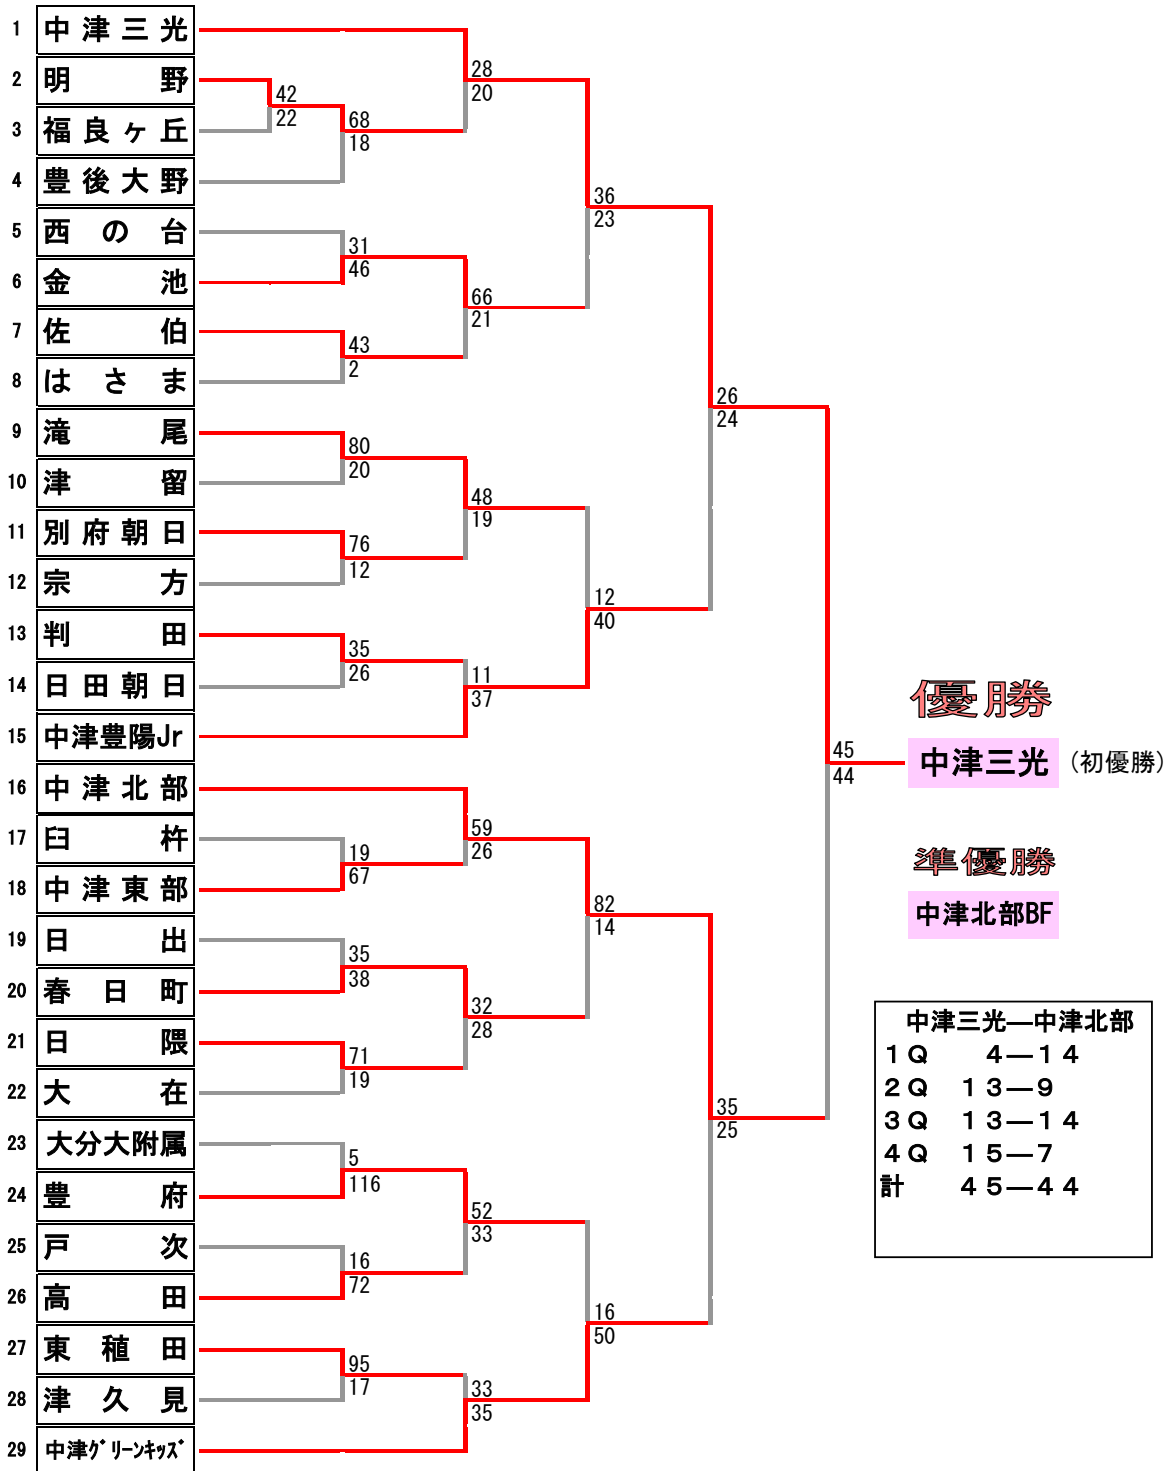 1 中津三光
2 明野
3 福良ヶ丘
4 豊後大野
5 西の台
6 金池
7 佐伯
8 はさま
9 滝尾
10 津留
11 別府朝日
12 宗方
13 判田
14 日田朝日
15 中津豊陽Jr
16 中津北部
17 臼杵
18 中津東部
19 日出
20 春日町
21 日隈
22 大在
23 大分大附属
24 豊府
25 戸次
26 高田
27 東稙田
28 津久見
29 中津ｸﾞﾘｰﾝｷｯｽﾞ
42
22
68
18
31
46
43
2
80
20
76
12
35
26
19
67
35
38
71
19
5
116
16
72
95
17
28
20
66
21
48
19
11
37
59
26
32
28
52
33
33
35
36
23
12
40
82
14
16
50
26
24
35
25
45
44
優勝
中津三光 （初優勝）
準優勝
中津北部BF
中津三光―中津北部
１Ｑ ４―１４
２Ｑ １３―９
３Ｑ １３―１４
４Ｑ １５―７
計 ４５―４４